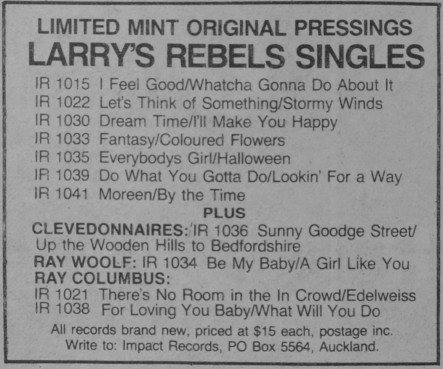 LIMITED MINT ORIGINAL PRESSINGS
LARRY'S REBELS SINGLES
IR 1015 I Feel Good/Whatcha Gonna Do About It
IR 1022 Let's Think of Something/Stormy Winds
IR 1030 Dream Time/I'll Make You Happy
IR 1033 Fantasy/Coloured Flowers
IR 1035 Everybodys Girl/Halloween
IR 1039 Do What You Gotta Do/Lookin' For a Way
IR 1041 Moreen/By the Time
PLUS
CLEVEDONNAIRES: IR 1036 Sunny Goodge Street/
Up the Wooden Hills to Bedfordshire
RAY WOOLF: IR 1034 Be My Baby/A Girl Like You
RAY COLUMBUS:
IR 1021 There's No Room in the In Crowd/Edelweiss
IR 1038 For Loving You Baby/What Will You Do
All records brand new, priced at $15 each, postage inc.
Write to: Impact Records, PO Box 5564, Auckland.